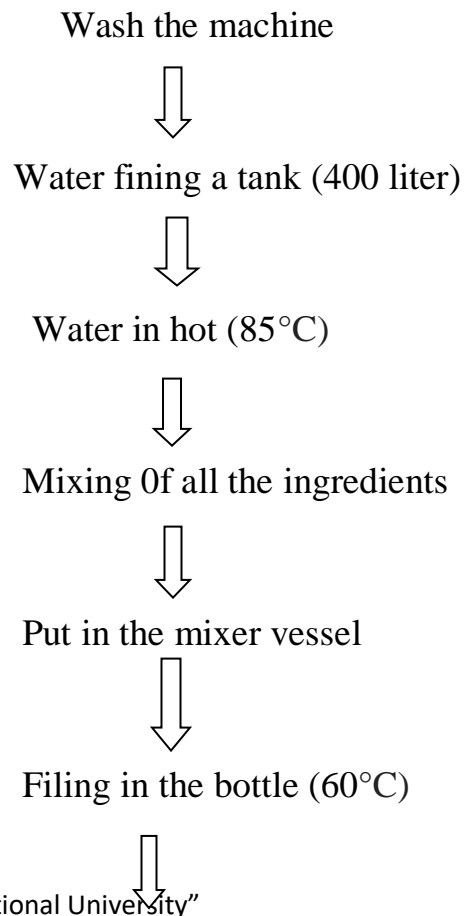 Wash the machine
Water fining a tank (400 liter)
Water in hot (85°C)
Mixing 0f all the ingredients
Put in the mixer vessel
Filing in the bottle (60°C)
tional University”